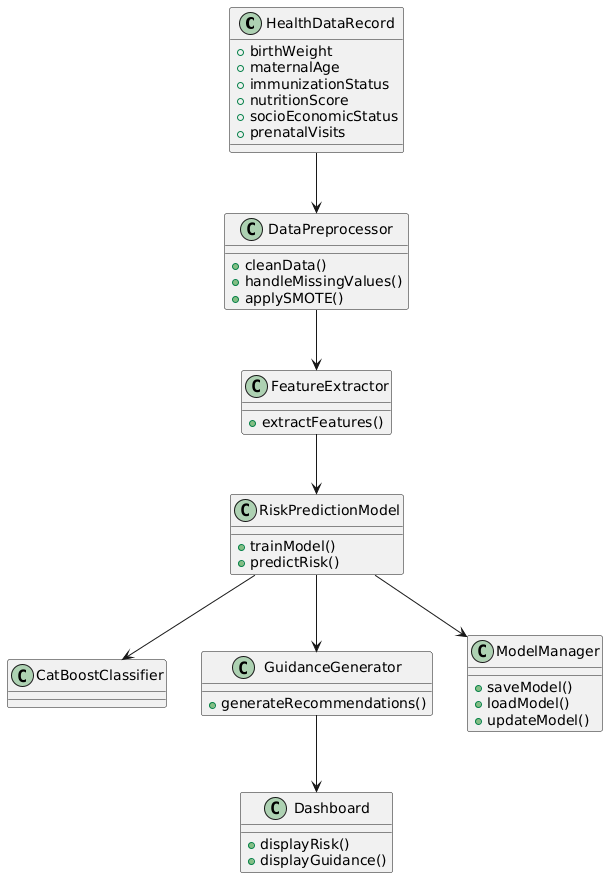 C HealthDataRecord
birthWeight
maternalAge
immunizationStatus
nutritionScore
socioEconomicStatus
prenatalVisits
C DataPreprocessor
cleanData()
handleMissingValues()
applySMOTE()
C FeatureExtractor
extractFeatures()
C RiskPredictionModel
trainModel()
predictRisk()
C CatBoostClassifier
C GuidanceGenerator
generateRecommendations()
C ModelManager
saveModel()
loadModel()
updateModel()
C Dashboard
displayRisk()
displayGuidance()